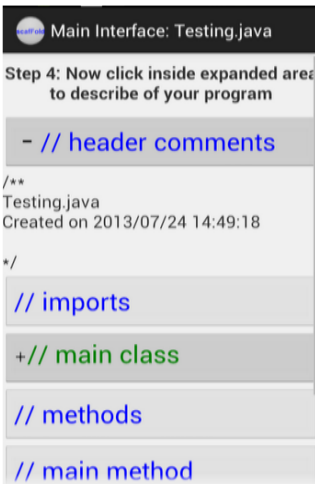 scaffold
Main Interface: Testing.java
Step 4: Now click inside expanded area
to describe of your program
- // header comments
/**
Testing.java
Created on 2013/07/24 14:49:18
*/
// imports
+// main class
// methods
// main method